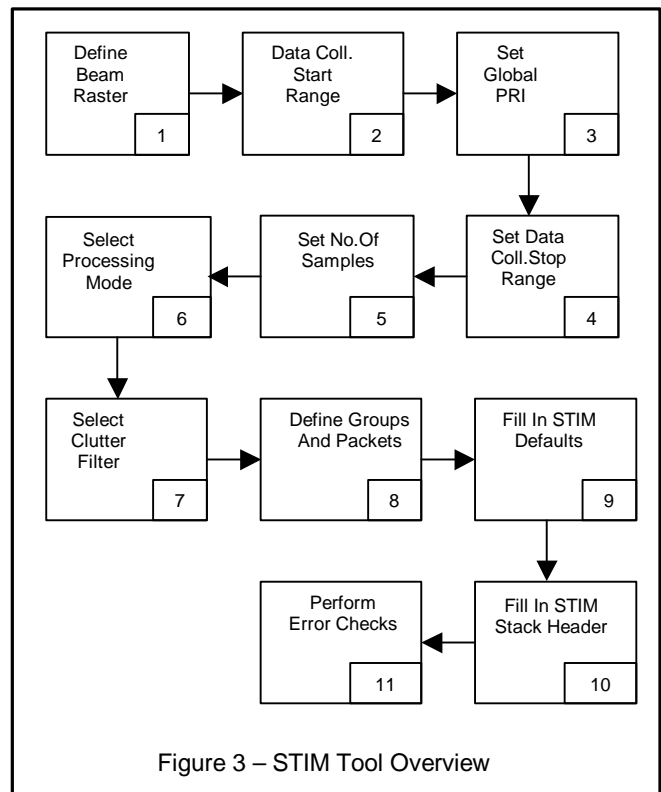 Define
Beam
Raster
1
Data Coll.
Start
Range
2
Set
Global
PRI
3
Set Data
Coll.Stop
Range
4
Set No.Of
Samples
5
Select
Processing
Mode
6
Select
Clutter
Filter
7
Define Groups
And Packets
8
Fill In STIM
Defaults
9
Fill In STIM
Stack Header
10
Perform
Error Checks
11
Figure 3 – STIM Tool Overview